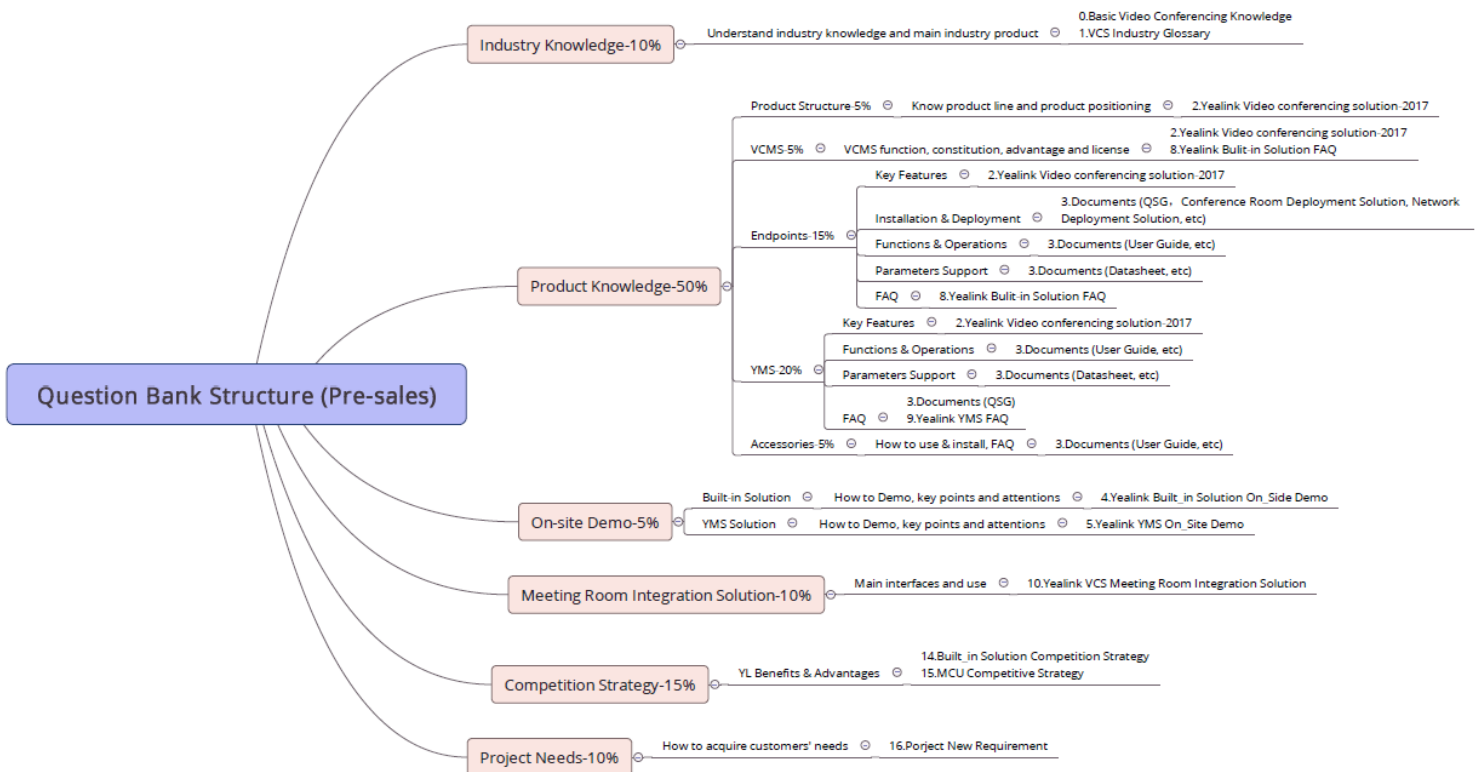 Question Bank Structure (Pre-sales)
Industry Knowledge-10%
Understand industry knowledge and main industry product
0.Basic Video Conferencing Knowledge
1.VCS Industry Glossary
Product Knowledge-50%
Product Structure-5%
Know product line and product positioning
2.Yealink Video conferencing solution-2017
VCMS-5%
VCMS function, constitution, advantage and license
2.Yealink Video conferencing solution-2017
8.Yealink Bulit-in Solution FAQ
Endpoints-15%
Key Features
2.Yealink Video conferencing solution-2017
Installation & Deployment
3.Documents (QSG，Conference Room Deployment Solution, Network
Deployment Solution, etc)
Functions & Operations
3.Documents (User Guide, etc)
Parameters Support
3.Documents (Datasheet, etc)
FAQ
8.Yealink Bulit-in Solution FAQ
YMS-20%
Key Features
2.Yealink Video conferencing solution-2017
Functions & Operations
3.Documents (User Guide, etc)
Parameters Support
3.Documents (Datasheet, etc)
FAQ
3.Documents (QSG)
9.Yealink YMS FAQ
Accessories-5%
How to use & install, FAQ
3.Documents (User Guide, etc)
On-site Demo-5%
Built-in Solution
How to Demo, key points and attentions
4.Yealink Built_in Solution On_Side Demo
YMS Solution
How to Demo, key points and attentions
5.Yealink YMS On_Site Demo
Meeting Room Integration Solution-10%
Main interfaces and use
10.Yealink VCS Meeting Room Integration Solution
Competition Strategy-15%
YL Benefits & Advantages
14.Built_in Solution Competition Strategy
15.MCU Competitive Strategy
Project Needs-10%
How to acquire customers' needs
16.Porject New Requirement